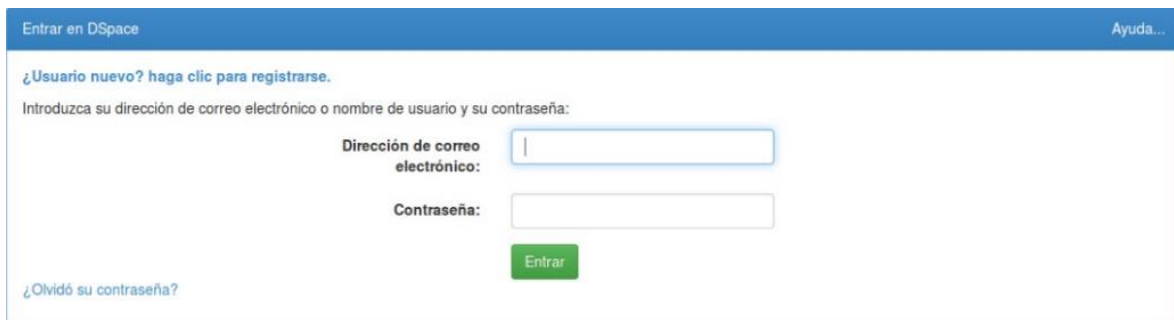 Entrar en DSpace
Ayuda...
¿Usuario nuevo? haga clic para registrarse.
Introduzca su dirección de correo electrónico o nombre de usuario y su contraseña:
Dirección de correo
electrónico:
Contraseña:
Entrar
¿Olvidó su contraseña?